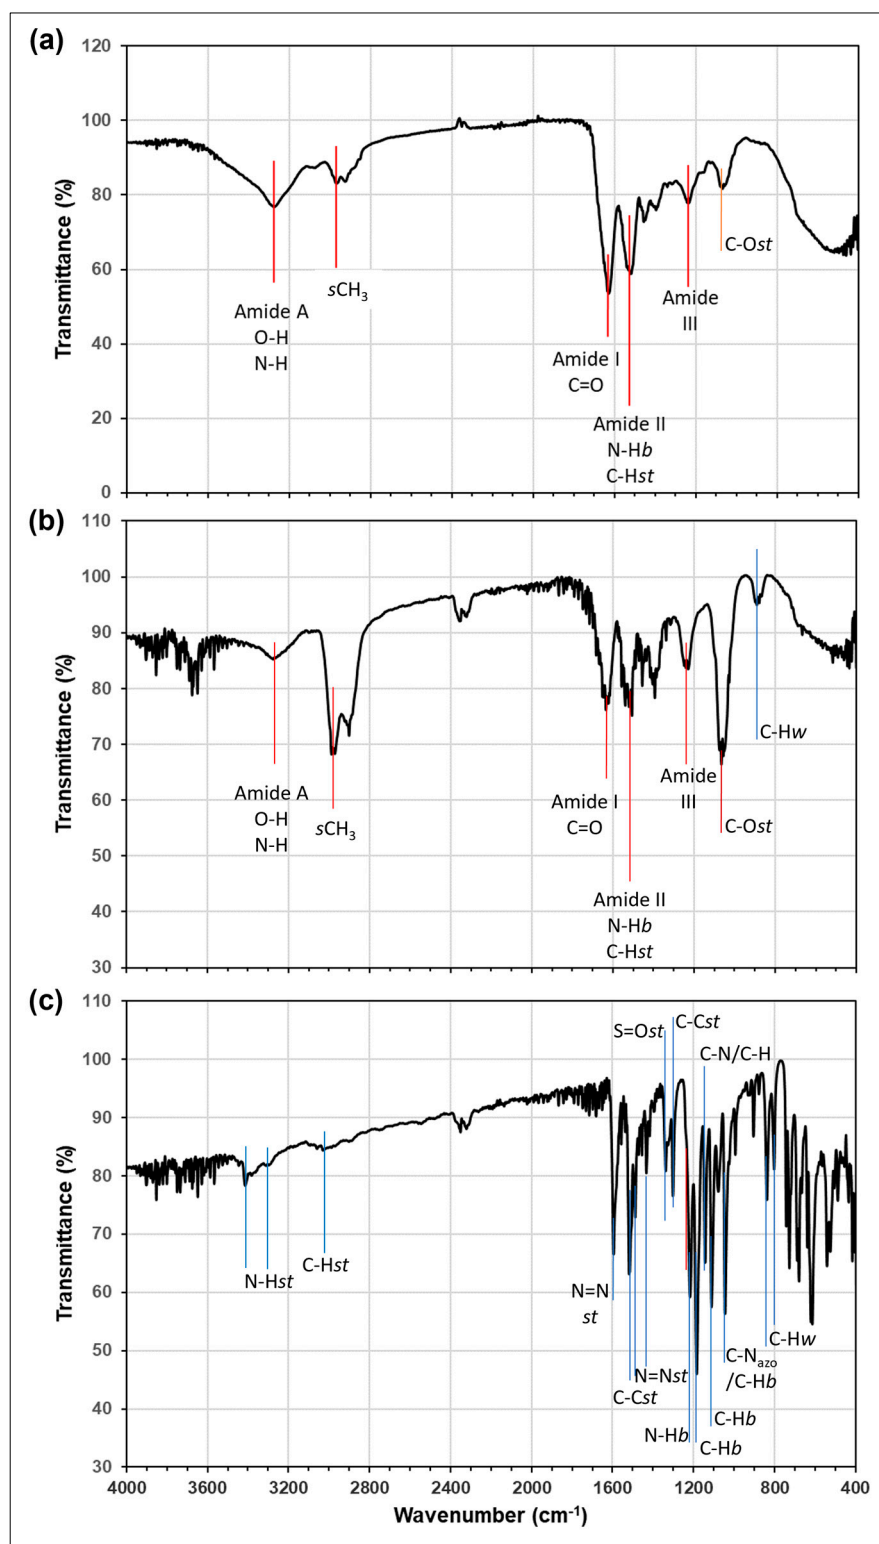 (a)
120
100
80
60
40
20
0
Transmittance (%)
Amide A
O-H
N-H
sCH3
Amide I
C=O
Amide II
N-Hb
C-Hst
Amide
III
C-Ost
(b)
110
100
90
80
70
60
50
40
30
Transmittance (%)
Amide A
O-H
N-H
sCH3
Amide I
C=O
Amide II
N-Hb
C-Hst
Amide
III
C-Ost
C-Hw
(c)
110
100
90
80
70
60
50
40
30
Transmittance (%)
N-Hst
C-Hst
S=Ost
C-Cst
C-N/C-H
N=N
st
N=Nst
C-Cst
N-Hb
C-Hb
C-Hb
C-Nazo
/C-Hb
C-Hw
4000 3600 3200 2800 2400 2000 1600 1200 800 400
Wavenumber (cm-1)